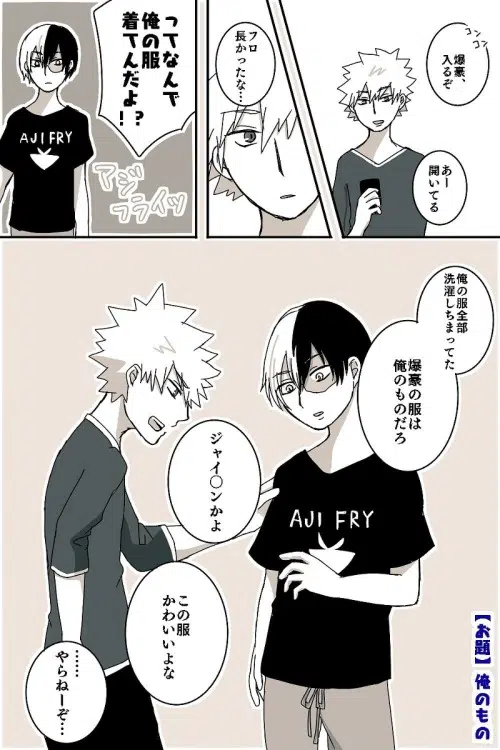 コンコン
爆豪、
入るぞ
あー
開いてる
フロ
長かったな…
ってなんで
俺の服
着てんだよ!?
AJI FRY
アジ
フライッ
俺の服全部
洗濯しちまってた
爆豪の服は
俺のものだろ
ジャイ〇ンかよ
AJI FRY
この服
かわいいよな
………
やらねーぞ…
【お題】俺のもの